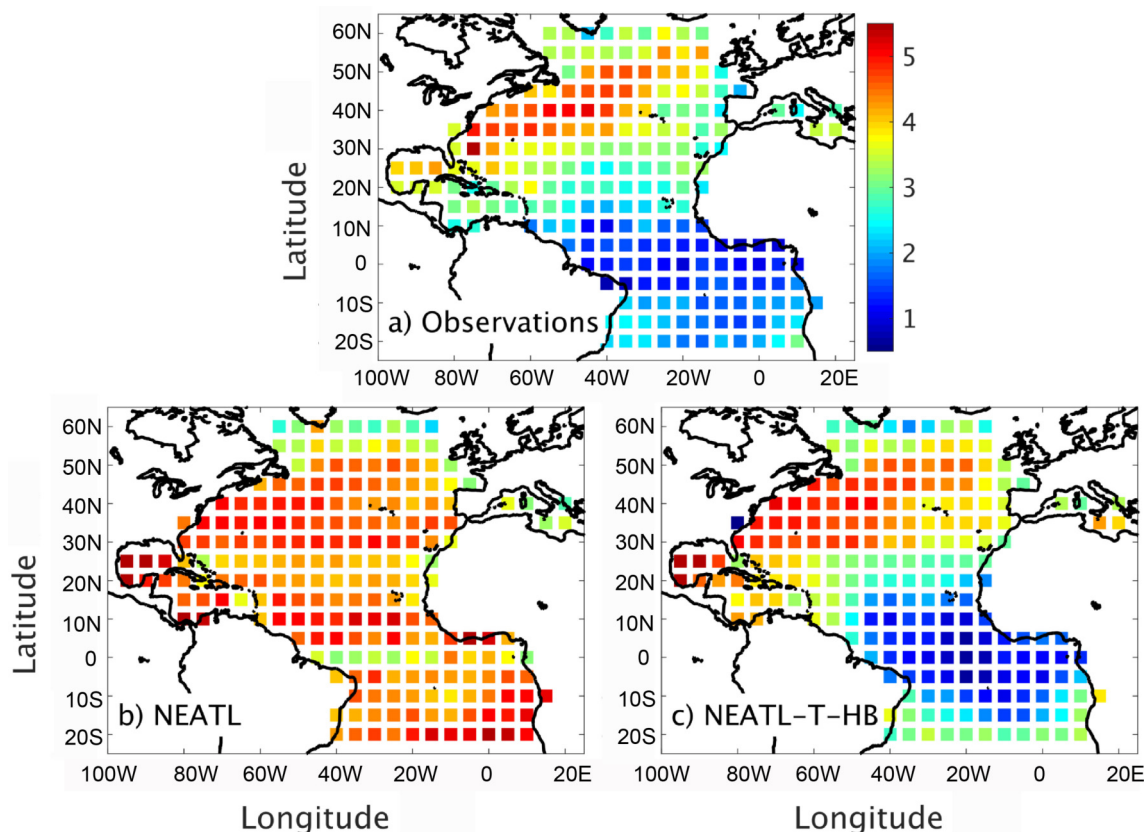 60N
50N
40N
30N
20N
10N
0
10S
20S
Latitude
a) Observations
100W 80W 60W 40W 20W 0 20E
5
4
3
2
1
60N
50N
40N
30N
20N
10N
0
10S
20S
Latitude
b) NEATL
100W 80W 60W 40W 20W 0 20E
Longitude
60N
50N
40N
30N
20N
10N
0
10S
20S
c) NEATL-T-HB
100W 80W 60W 40W 20W 0 20E
Longitude